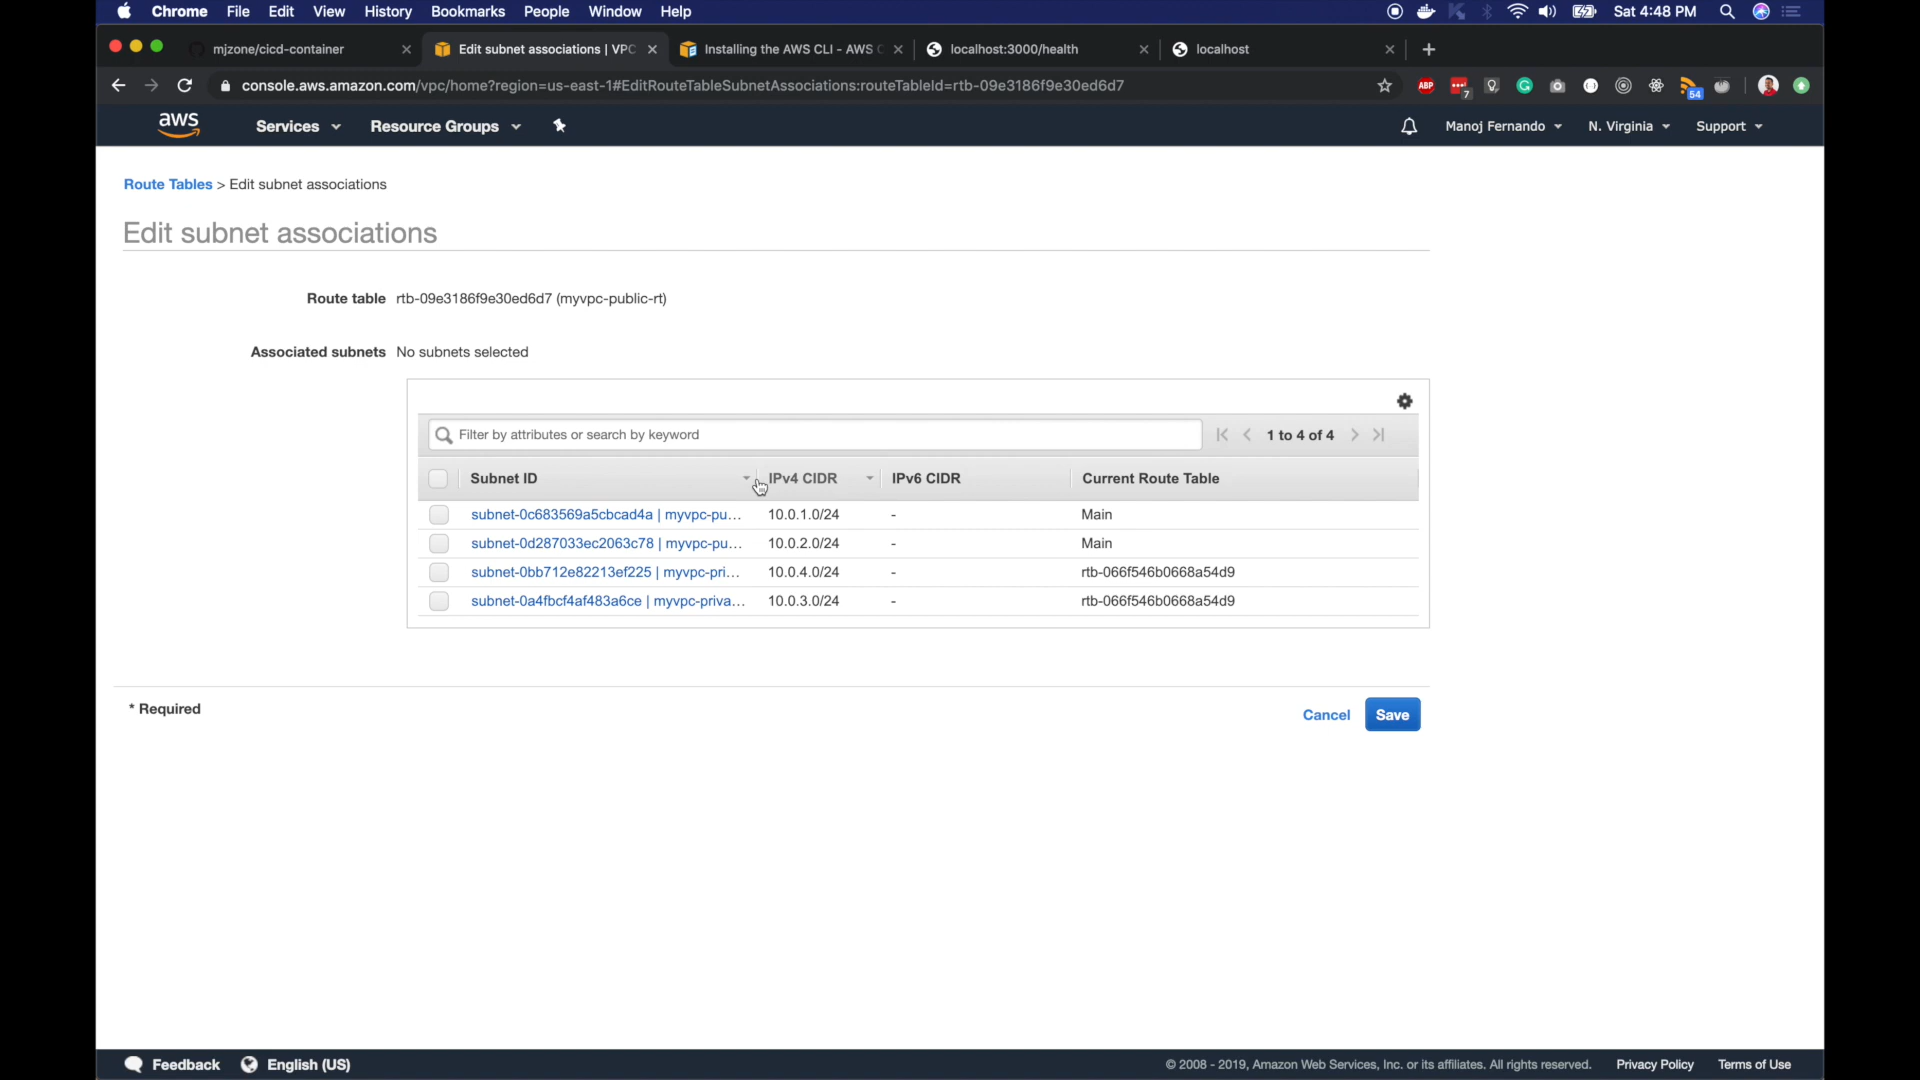 Chrome File Edit View History Bookmarks People Window Help Sat 4:48 PM
mjzone/cicd-container Edit subnet associations | VPC Installing the AWS CLI - AWS C localhost:3000/health localhost
console.aws.amazon.com/vpc/home?region=us-east-1#EditRouteTableSubnetAssociations:routeTableId=rtb-09e3186f9e30ed6d7 ABP 7 54
aws Services Resource Groups Manoj Fernando N. Virginia Support
Route Tables > Edit subnet associations
Edit subnet associations
Route table rtb-09e3186f9e30ed6d7 (myvpc-public-rt)
Associated subnets No subnets selected
Filter by attributes or search by keyword 1 to 4 of 4
Subnet ID IPv4 CIDR IPv6 CIDR Current Route Table
subnet-0c683569a5cbcad4a | myvpc-pu... 10.0.1.0/24 - Main
subnet-0d287033ec2063c78 | myvpc-pu... 10.0.2.0/24 - Main
subnet-0bb712e82213ef225 | myvpc-pri... 10.0.4.0/24 - rtb-066f546b0668a54d9
subnet-0a4fbcf4af483a6ce | myvpc-priva... 10.0.3.0/24 - rtb-066f546b0668a54d9
* Required Cancel Save
Feedback English (US) © 2008 - 2019, Amazon Web Services, Inc. or its affiliates. All rights reserved. Privacy Policy Terms of Use